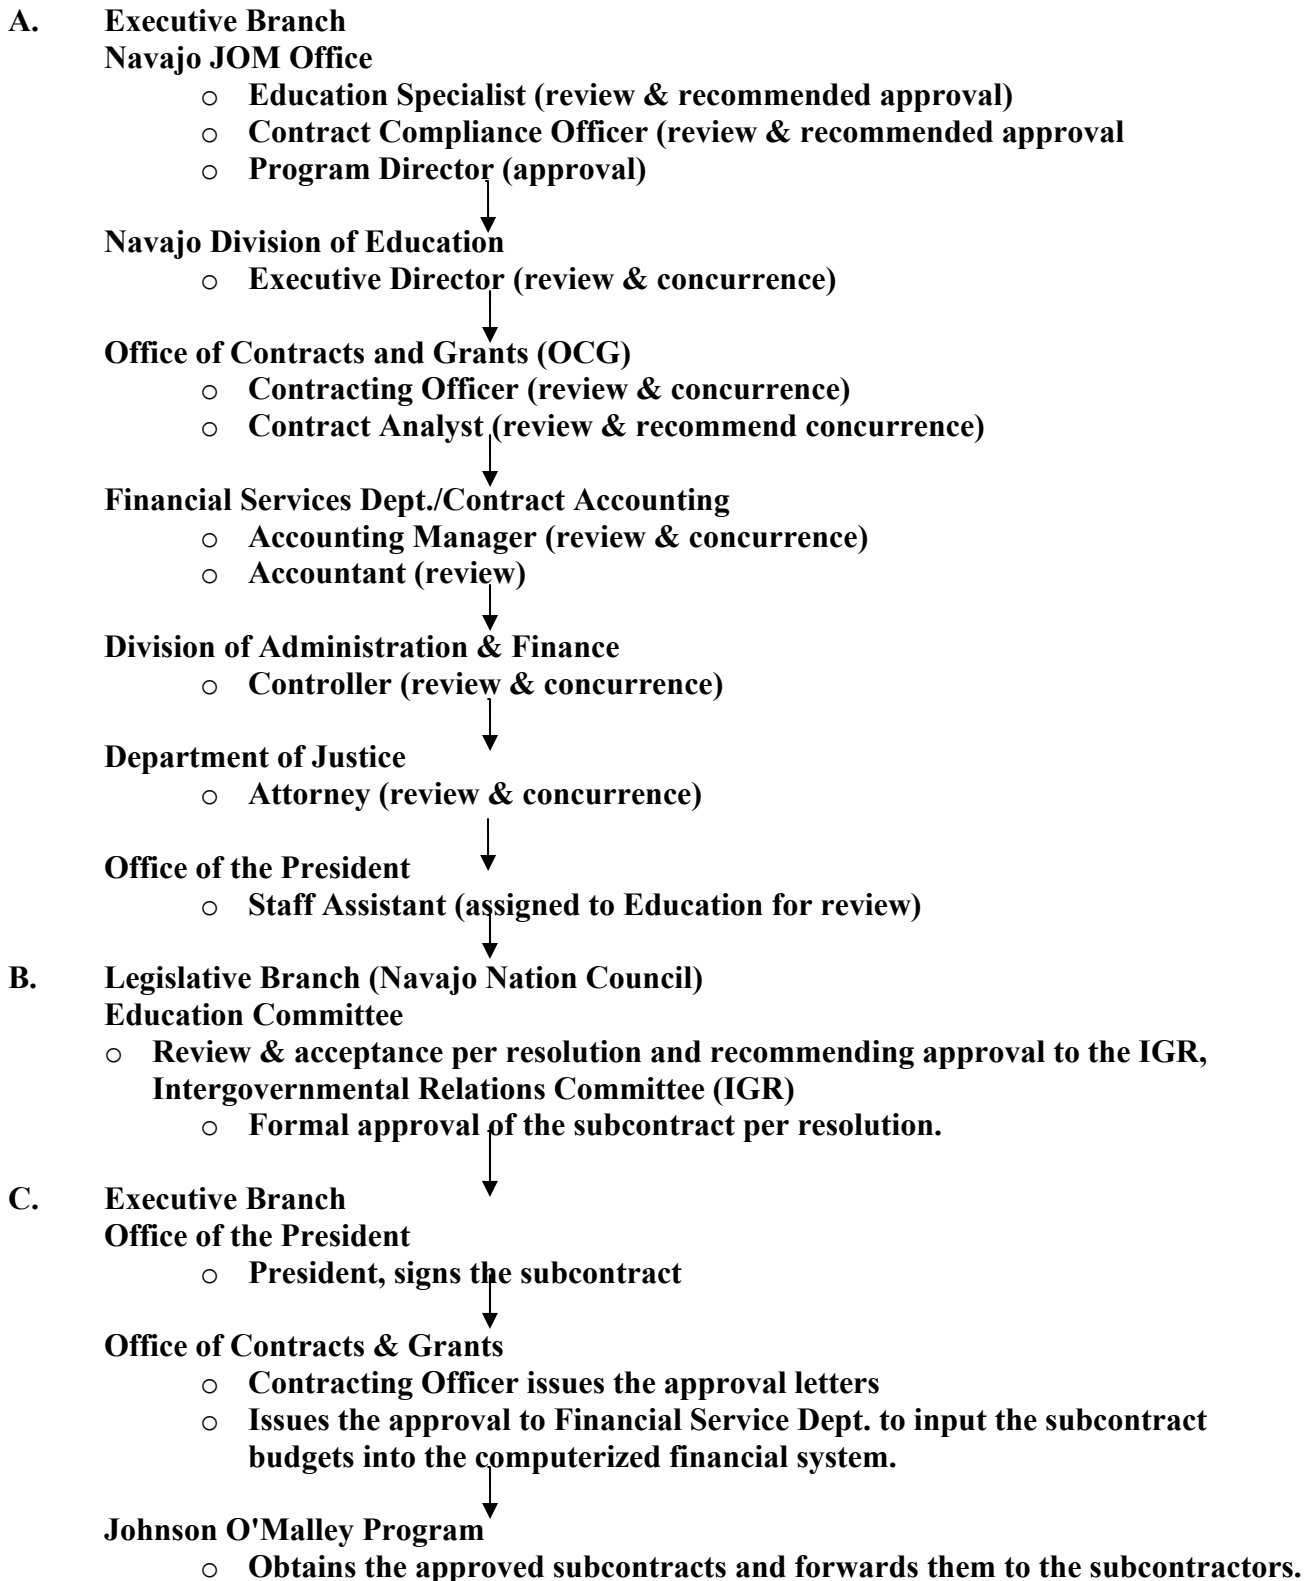 A. Executive Branch
Navajo JOM Office
o Education Specialist (review & recommended approval)
o Contract Compliance Officer (review & recommended approval
o Program Director (approval)
Navajo Division of Education
o Executive Director (review & concurrence)
Office of Contracts and Grants (OCG)
o Contracting Officer (review & concurrence)
o Contract Analyst (review & recommend concurrence)
Financial Services Dept./Contract Accounting
o Accounting Manager (review & concurrence)
o Accountant (review)
Division of Administration & Finance
o Controller (review & concurrence)
Department of Justice
o Attorney (review & concurrence)
Office of the President
o Staff Assistant (assigned to Education for review)
B. Legislative Branch (Navajo Nation Council)
Education Committee
o Review & acceptance per resolution and recommending approval to the IGR,
Intergovernmental Relations Committee (IGR)
o Formal approval of the subcontract per resolution.
C. Executive Branch
Office of the President
o President, signs the subcontract
Office of Contracts & Grants
o Contracting Officer issues the approval letters
o Issues the approval to Financial Service Dept. to input the subcontract
budgets into the computerized financial system.
Johnson O'Malley Program
o Obtains the approved subcontracts and forwards them to the subcontractors.